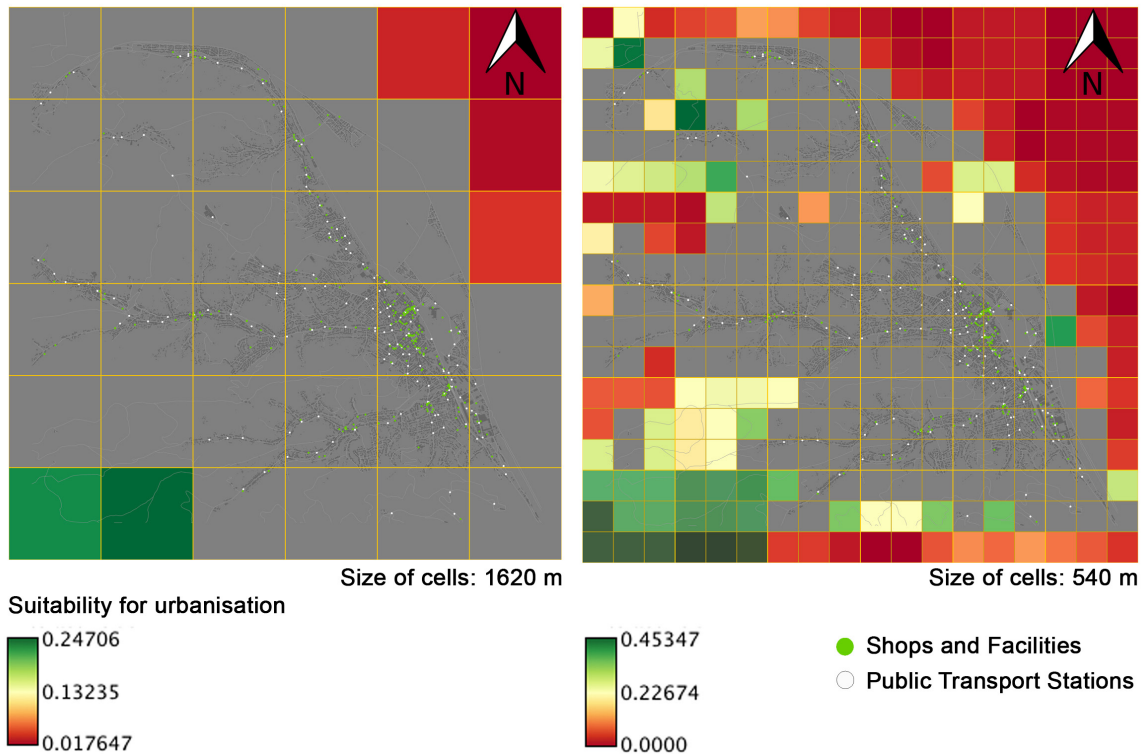 N
N
Size of cells: 1620 m
Size of cells: 540 m
Suitability for urbanisation
0.24706
0.13235
0.017647
0.45347
0.22674
0.0000
Shops and Facilities
Public Transport Stations